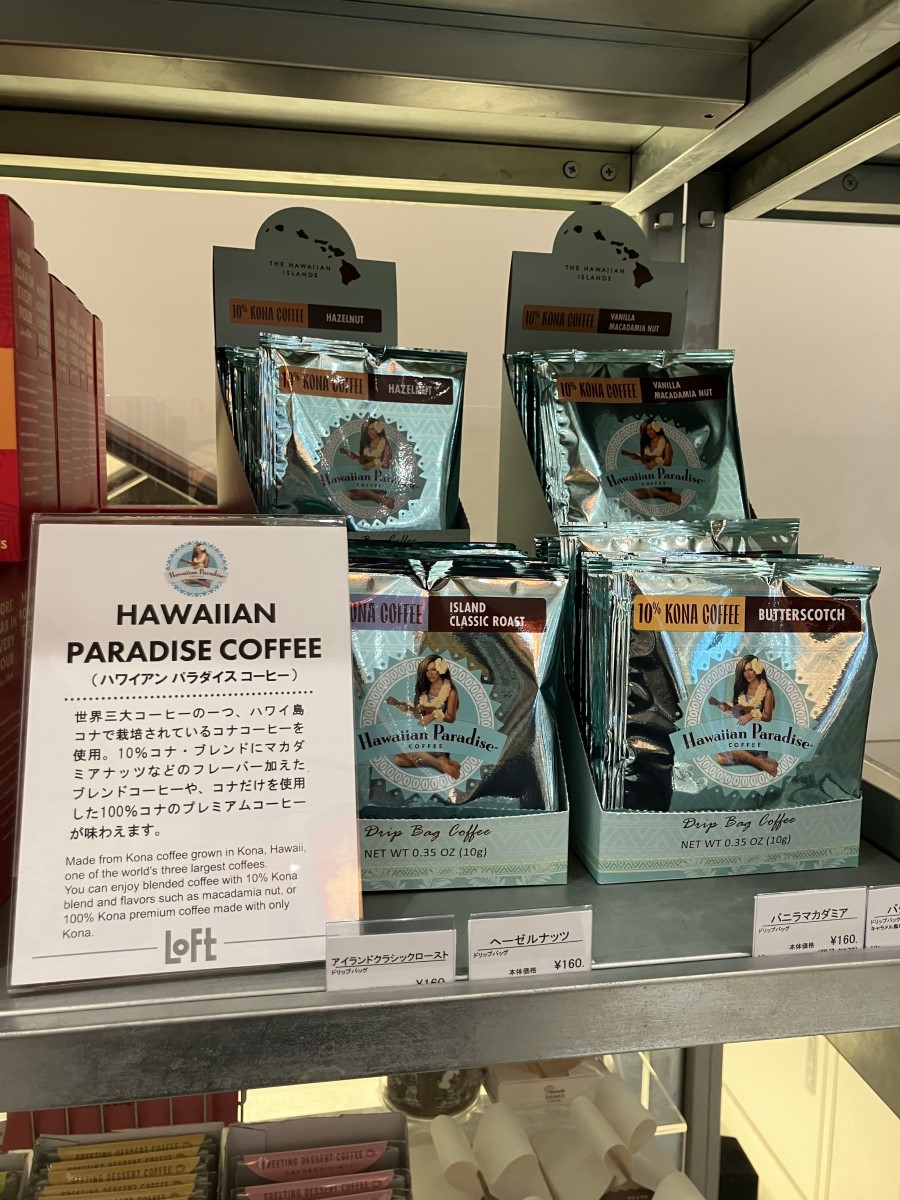 THE HAWAIIAN
ISLANDS
10% KONA COFFEE
HAZELNUT
THE HAWAIIAN
ISLANDS
10% KONA COFFEE
VANILLA
MACADAMIA NUT
10% KONA COFFEE
HAZELNUT
Hawaiian Paradise
COFFEE
10% KONA COFFEE
VANILLA
MACADAMIA NUT
Hawaiian Paradise
COFFEE
Hawaiian Paradise
COFFEE
HAWAIIAN
PARADISE COFFEE
(ハワイアン パラダイス コーヒー)
世界三大コーヒーの一つ、ハワイ島
コナで栽培されているコナコーヒーを
使用。10%コナ・ブレンドにマカダ
ミアナッツなどのフレーバー加えた
ブレンドコーヒーや、コナだけを使用
した100%コナのプレミアムコーヒー
が味わえます。
Made from Kona coffee grown in Kona, Hawaii,
one of the world's three largest coffees.
You can enjoy blended coffee with 10% Kona
blend and flavors such as macadamia nut, or
100% Kona premium coffee made with only
Kona.
LOFT
KONA COFFEE
ISLAND
CLASSIC ROAST
Hawaiian Paradise
COFFEE
Drip Bag Coffee
NET WT 0.35 OZ (10g)
10% KONA COFFEE
BUTTERSCOTCH
Hawaiian Paradise
COFFEE
Drip Bag Coffee
NET WT 0.35 OZ (10g)
アイランドクラシックロースト
ドリップバッグ
¥160
ヘーゼルナッツ
ドリップバッグ
本体価格 ¥160.
バニラマカダミア
ドリップバッグ
本体価格 ¥160.
GREETING DESSERT COFFEE
GREETING DESSERT COFFEE